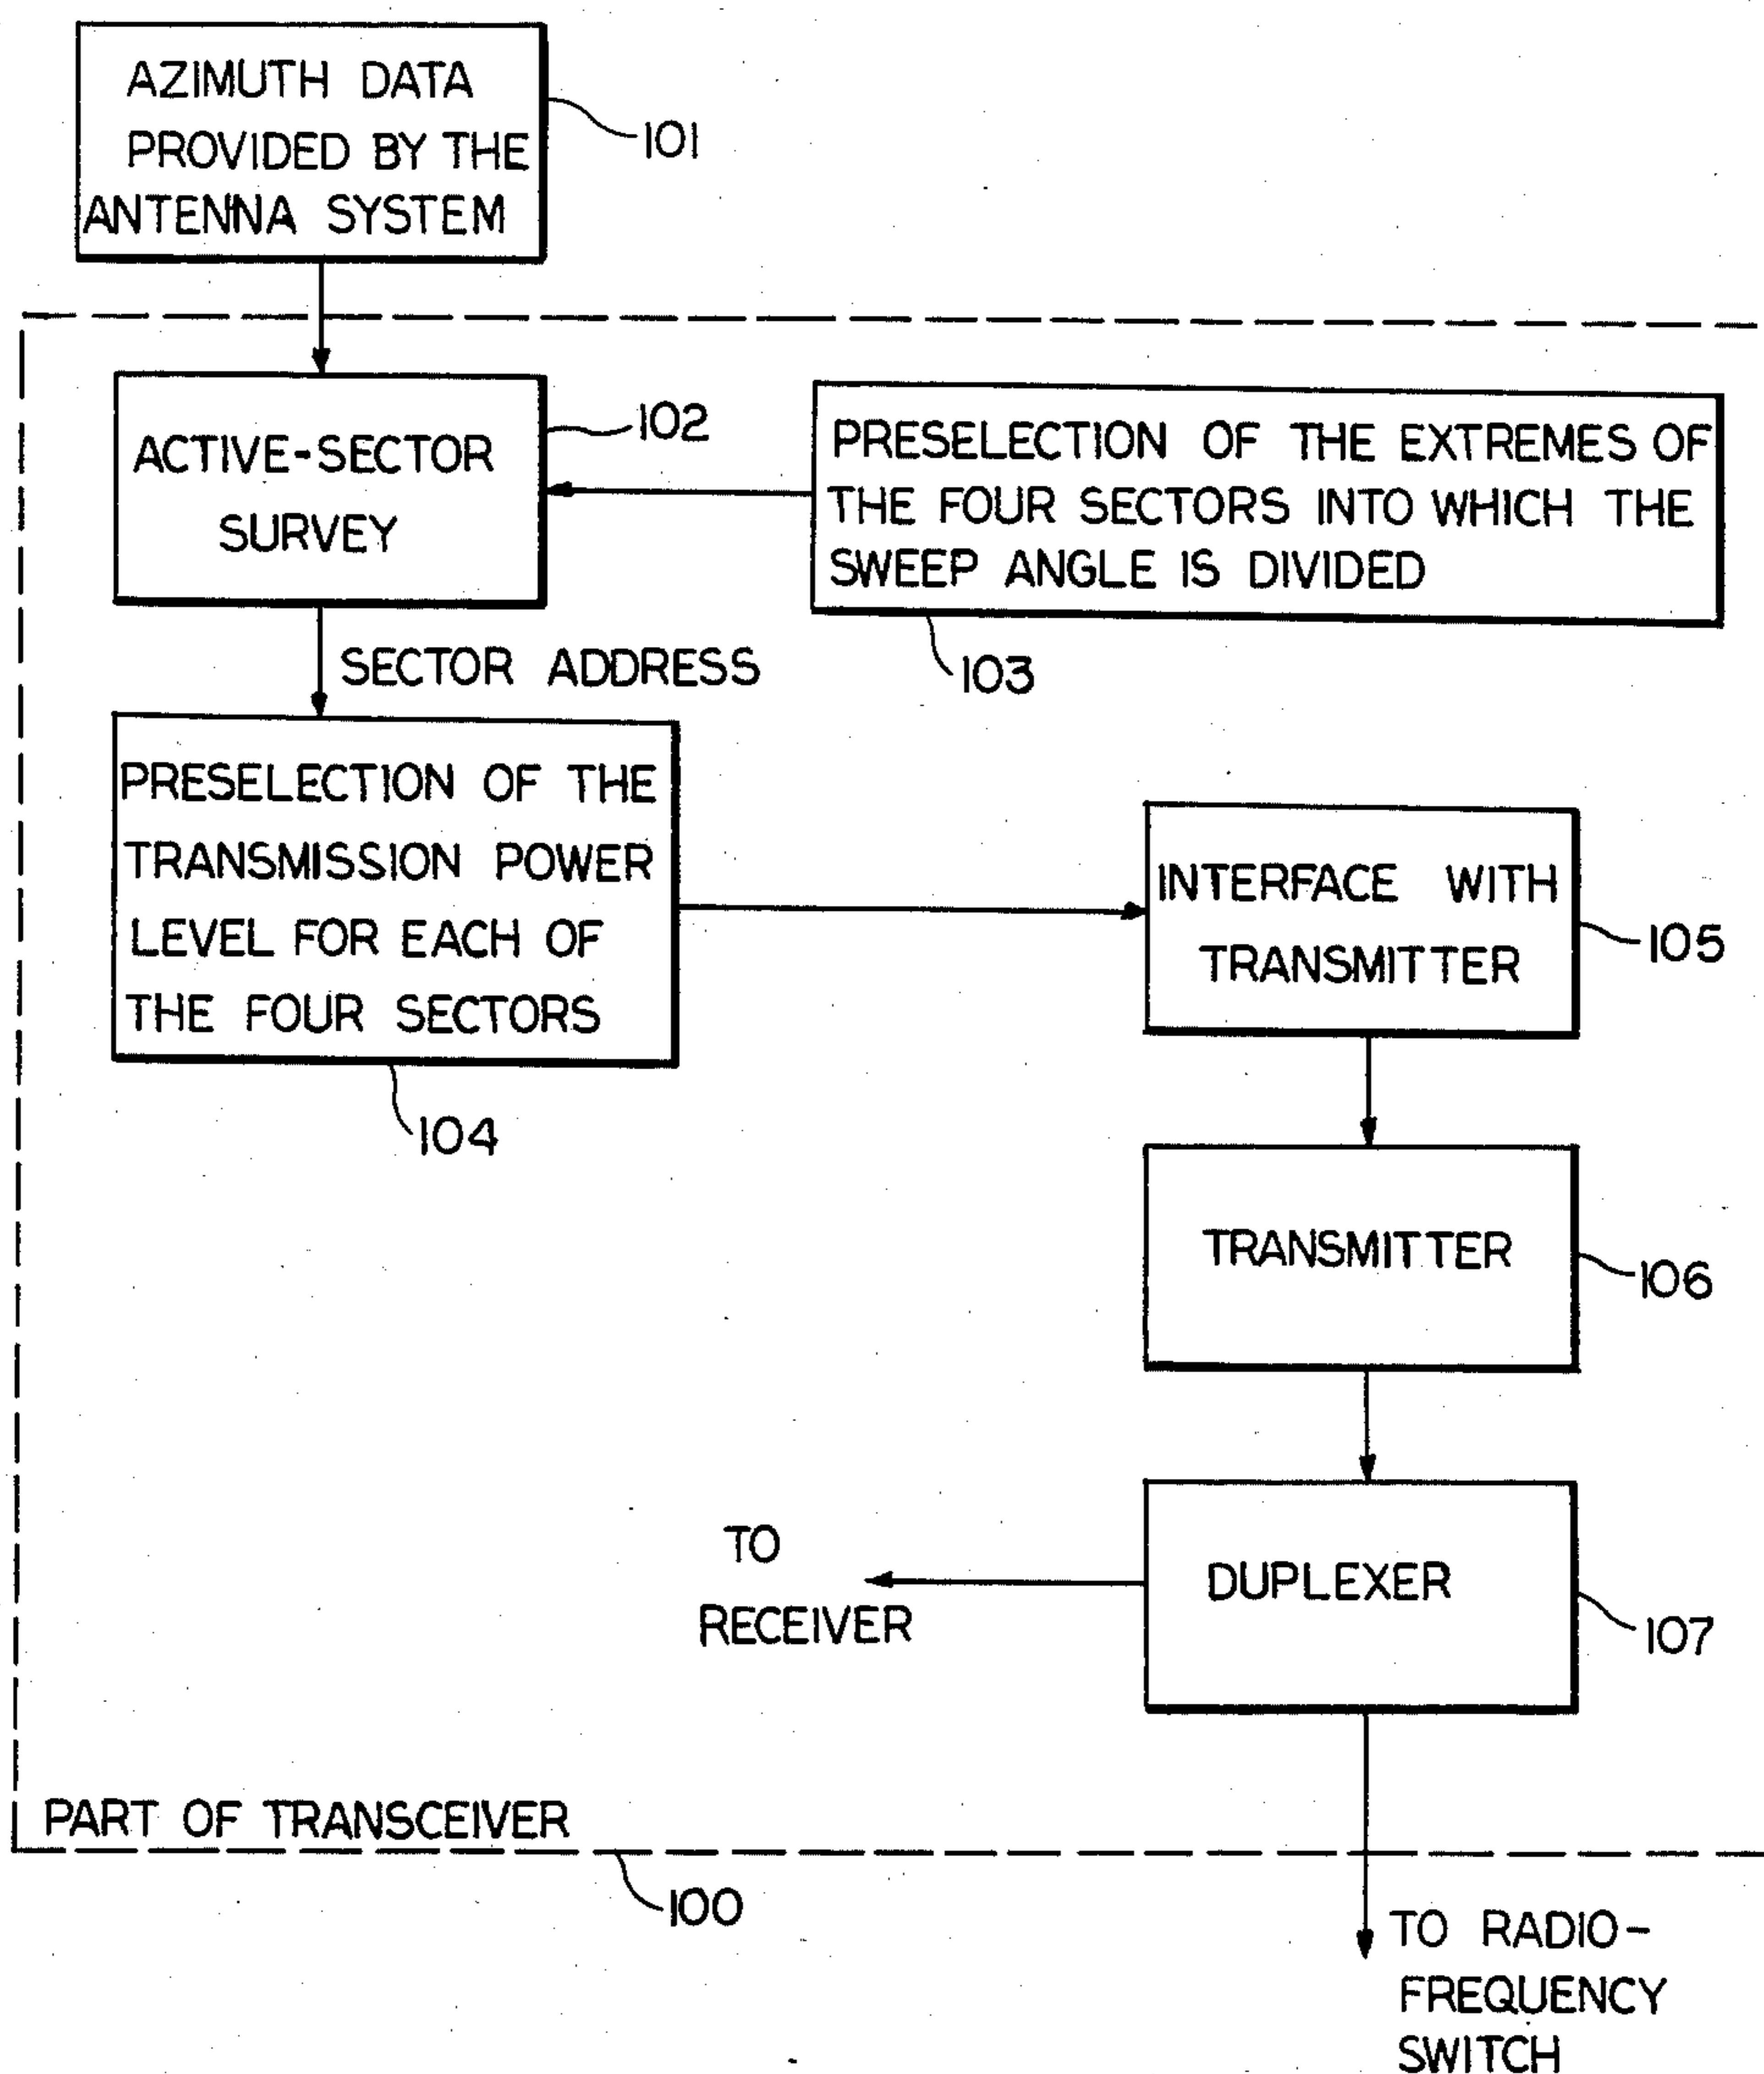 AZIMUTH DATA
PROVIDED BY THE
ANTENNA SYSTEM
101
ACTIVE-SECTOR
SURVEY
102
PRESELECTION OF THE EXTREMES OF
THE FOUR SECTORS INTO WHICH THE
SWEEP ANGLE IS DIVIDED
103
SECTOR ADDRESS
PRESELECTION OF THE
TRANSMISSION POWER
LEVEL FOR EACH OF
THE FOUR SECTORS
104
INTERFACE WITH
TRANSMITTER
105
TRANSMITTER
106
DUPLEXER
107
TO
RECEIVER
PART OF TRANSCEIVER
100
TO RADIO-
FREQUENCY
SWITCH